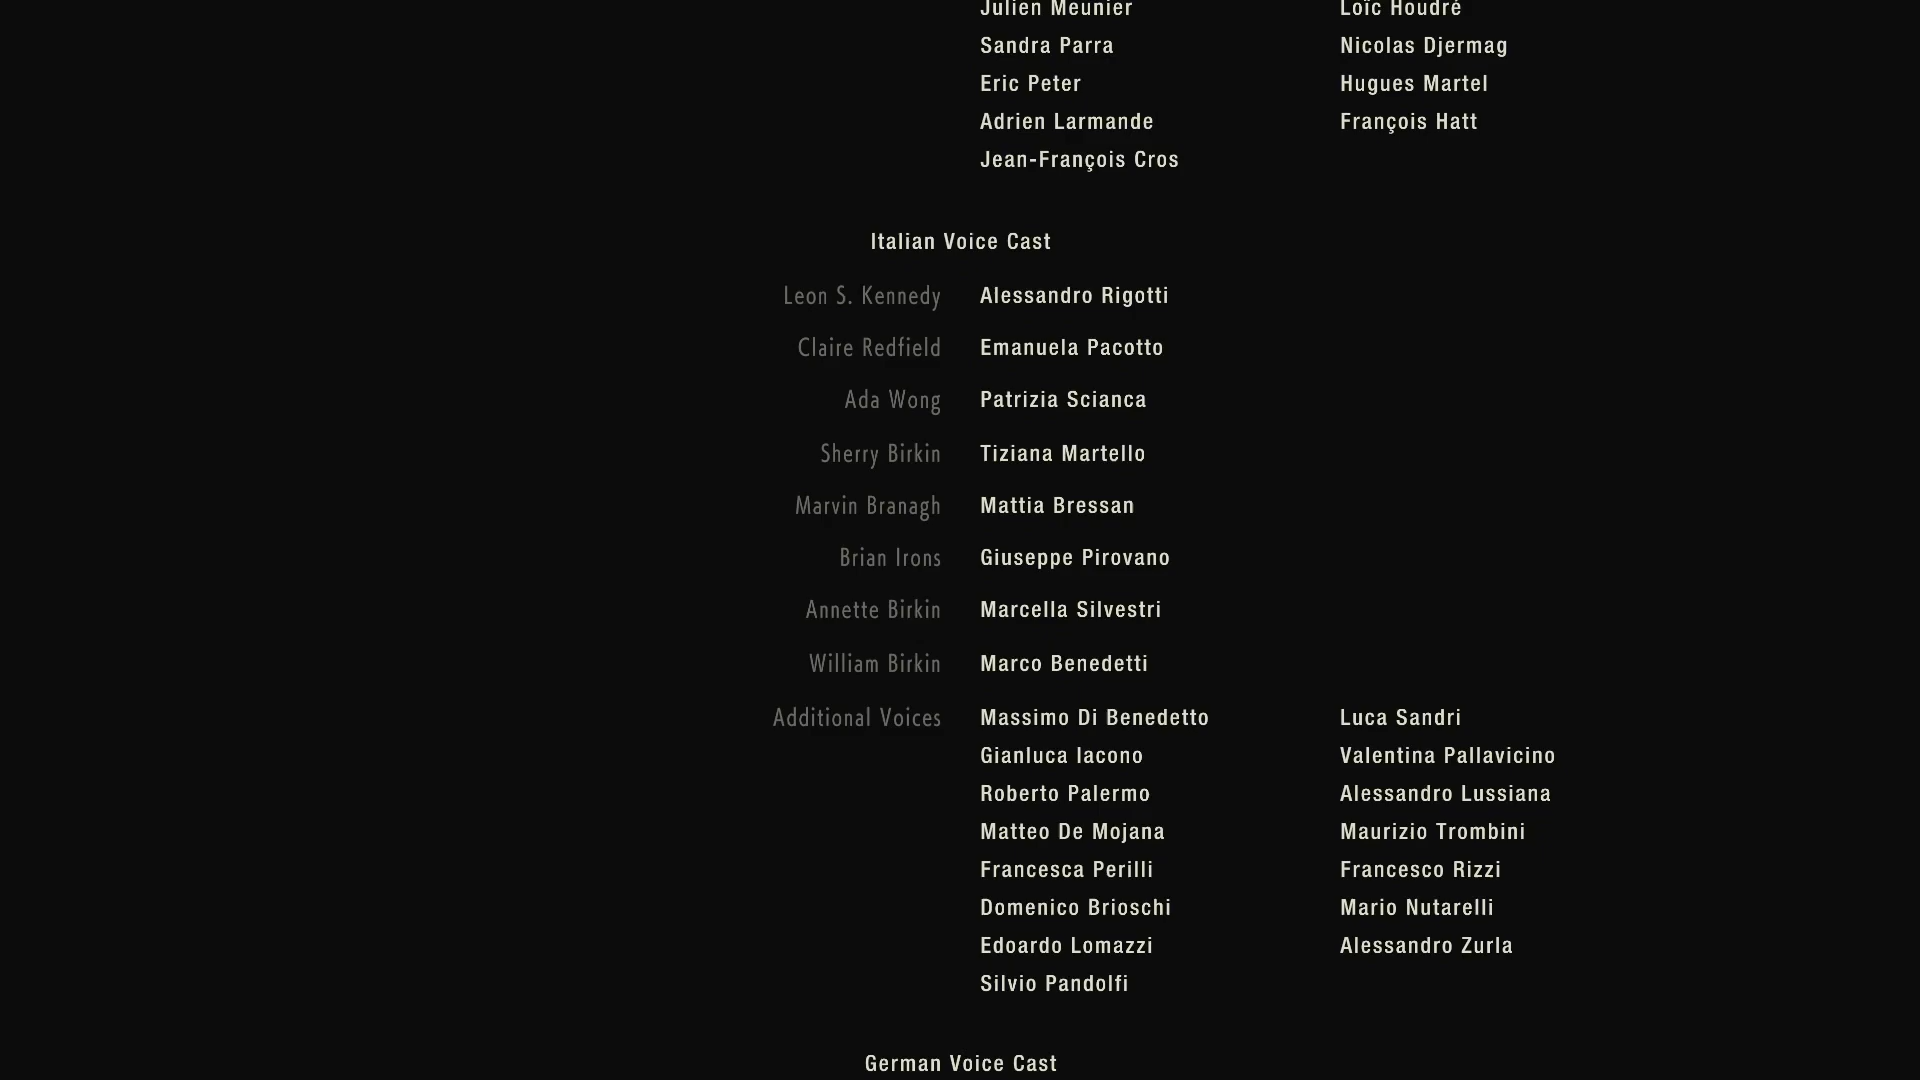 Julien Meunier Loïc Houdré
Sandra Parra Nicolas Djermag
Eric Peter Hugues Martel
Adrien Larmande François Hatt
Jean-François Cros
Italian Voice Cast
Leon S. Kennedy Alessandro Rigotti
Claire Redfield Emanuela Pacotto
Ada Wong Patrizia Scianca
Sherry Birkin Tiziana Martello
Marvin Branagh Mattia Bressan
Brian Irons Giuseppe Pirovano
Annette Birkin Marcella Silvestri
William Birkin Marco Benedetti
Additional Voices Massimo Di Benedetto Luca Sandri
Gianluca Iacono Valentina Pallavicino
Roberto Palermo Alessandro Lussiana
Matteo De Mojana Maurizio Trombini
Francesca Perilli Francesco Rizzi
Domenico Brioschi Mario Nutarelli
Edoardo Lomazzi Alessandro Zurla
Silvio Pandolfi
German Voice Cast